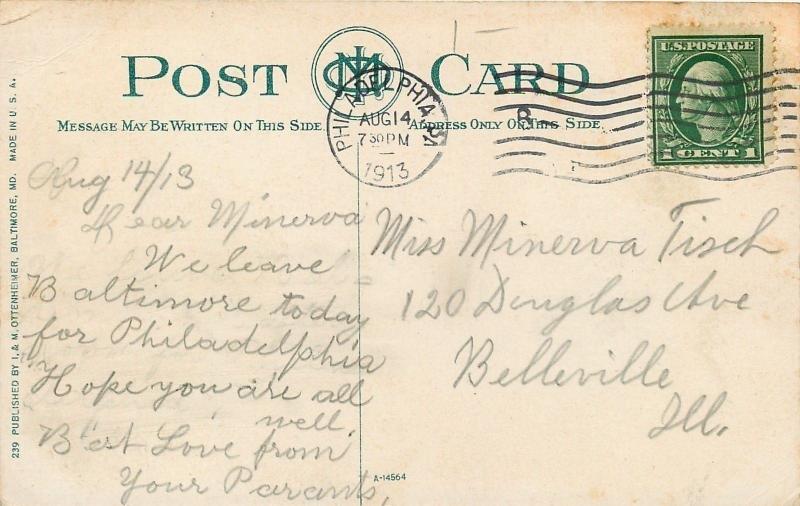 POST CARD
MESSAGE MAY BE WRITTEN ON THIS SIDE.
ADDRESS ONLY ON THIS SIDE.
PHILADELPHIA, PA
AUG 14
7 30 PM
1913
B
U.S. POSTAGE
1 CENT 1
Aug 14/13
Dear Minerva
We leave
Baltimore today
for Philadelphia
Hope you are all
well.
Best Love from
Your Parants,
Miss Minerva Tisch
120 Douglas Ave
Belleville
Ill.
239 PUBLISHED BY I. & M. OTTENHEIMER, BALTIMORE, MD. MADE IN U. S. A.
A-14564